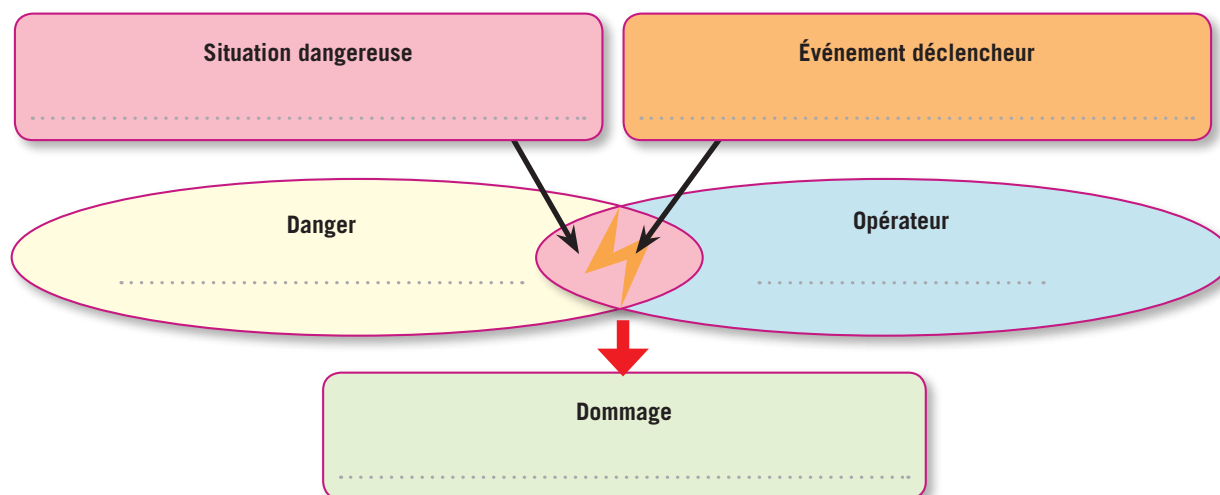 Situation dangereuse
Événement déclencheur
Danger
Opérateur
Dommage